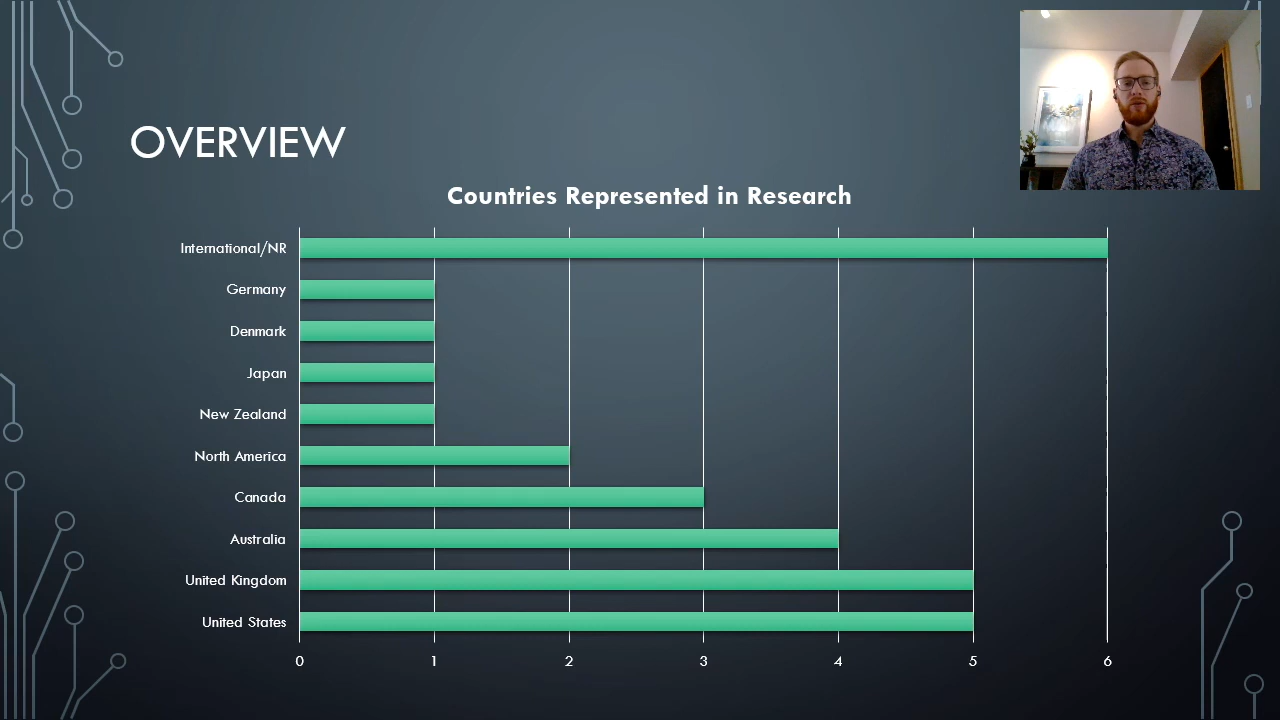 OVERVIEW
Countries Represented in Research
International/NR
Germany
Denmark
Japan
New Zealand
North America
Canada
Australia
United Kingdom
United States
0 1 2 3 4 5 6